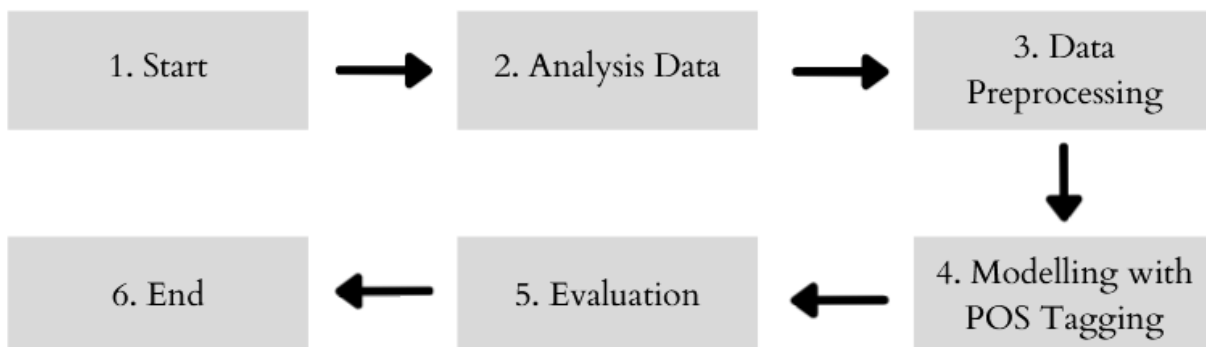 1. Start
2. Analysis Data
3. Data
Preprocessing
4. Modelling with
POS Tagging
5. Evaluation
6. End